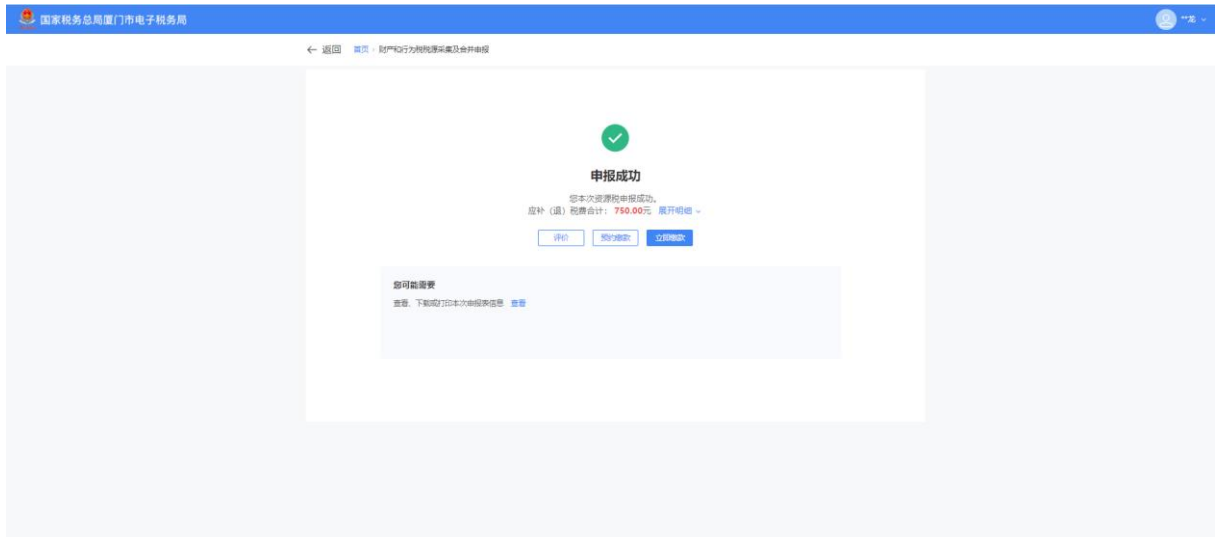 国家税务总局厦门市电子税务局
**龙
← 返回 首页 > 财产和行为税税源采集及合并申报
申报成功
您本次资源税申报成功。
应补（退）税费合计：750.00元 展开明细
评价 预约缴款 立即缴款
您可能需要
查看、下载或打印本次申报表信息 查看